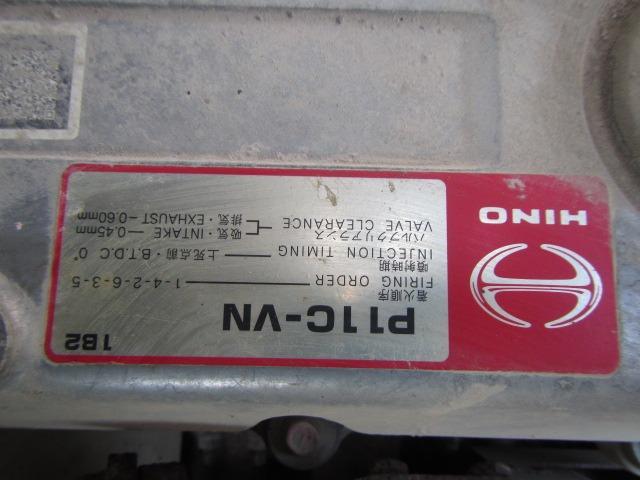 HINO
P11C-VN 1B2
着火順序
FIRING ORDER —— 1-4-2-6-3-5
噴射時期
INJECTION TIMING 上死点前・B.T.D.C. 0°
バルブクリアランス
VALVE CLEARANCE
吸気・INTAKE —0.45mm
排気・EXHAUST —0.60mm